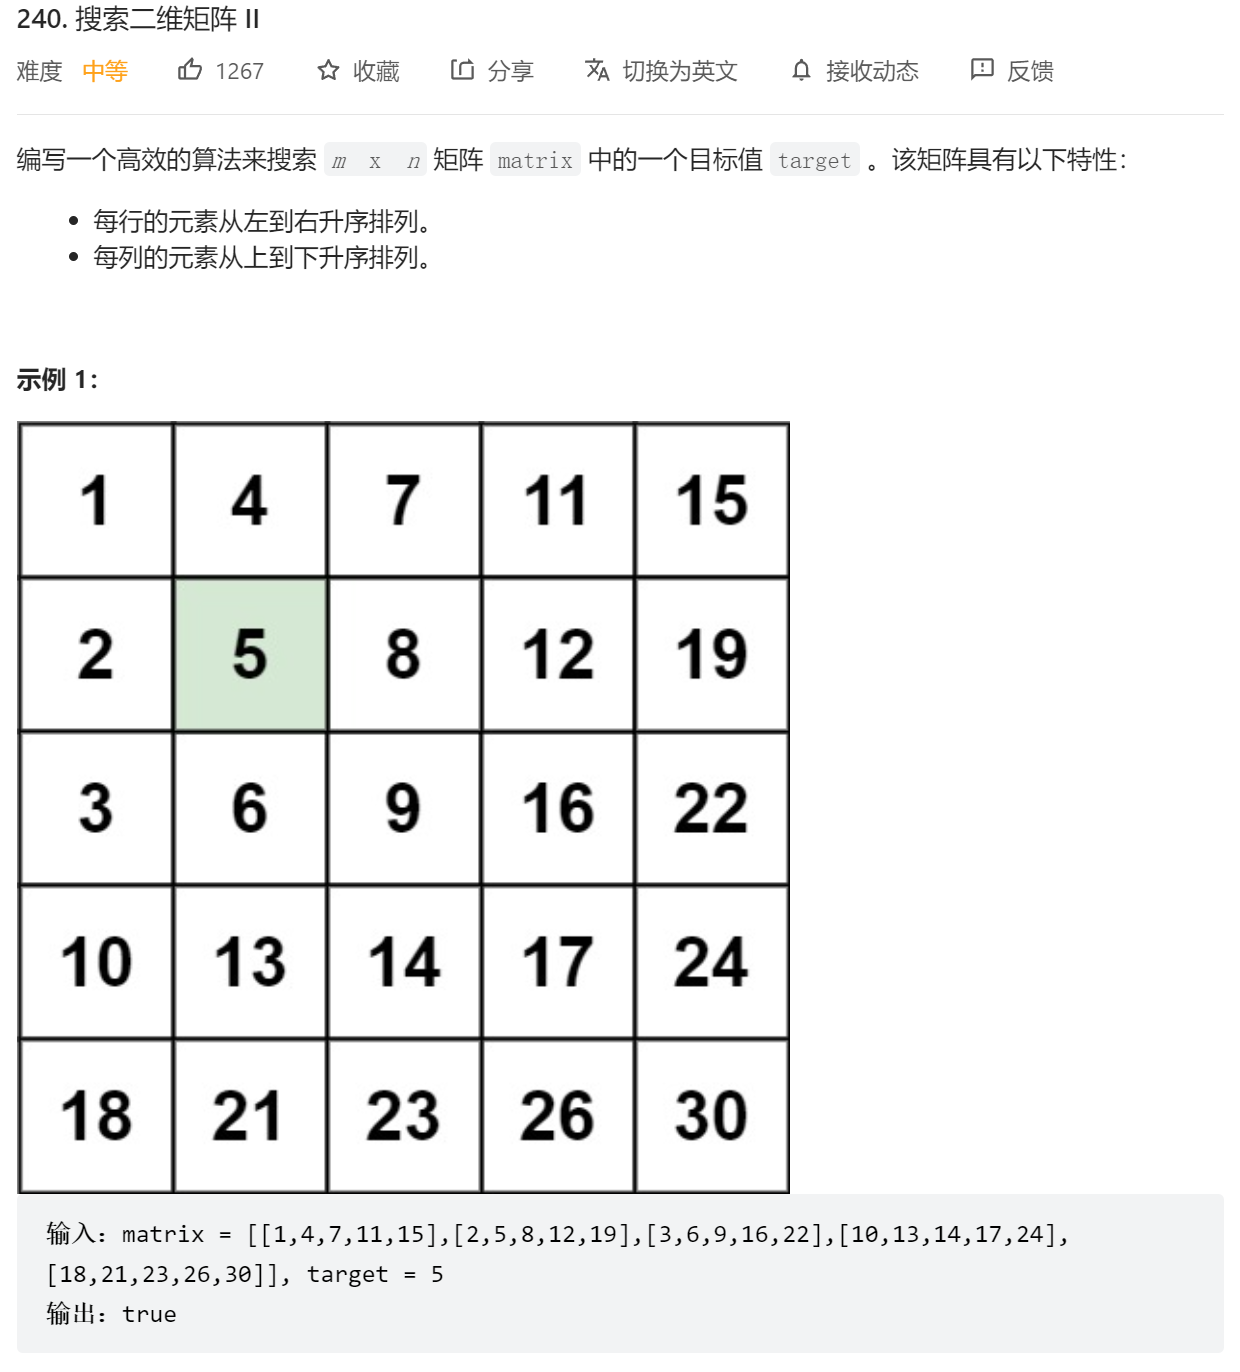 240. 搜索二维矩阵 II
难度 中等 1267 收藏 分享 切换为英文 接收动态 反馈
编写一个高效的算法来搜索 m x n 矩阵 matrix 中的一个目标值 target 。该矩阵具有以下特性：
• 每行的元素从左到右升序排列。
• 每列的元素从上到下升序排列。
示例 1：
1 4 7 11 15
2 5 8 12 19
3 6 9 16 22
10 13 14 17 24
18 21 23 26 30
输入：matrix = [[1,4,7,11,15],[2,5,8,12,19],[3,6,9,16,22],[10,13,14,17,24],
[18,21,23,26,30]], target = 5
输出：true